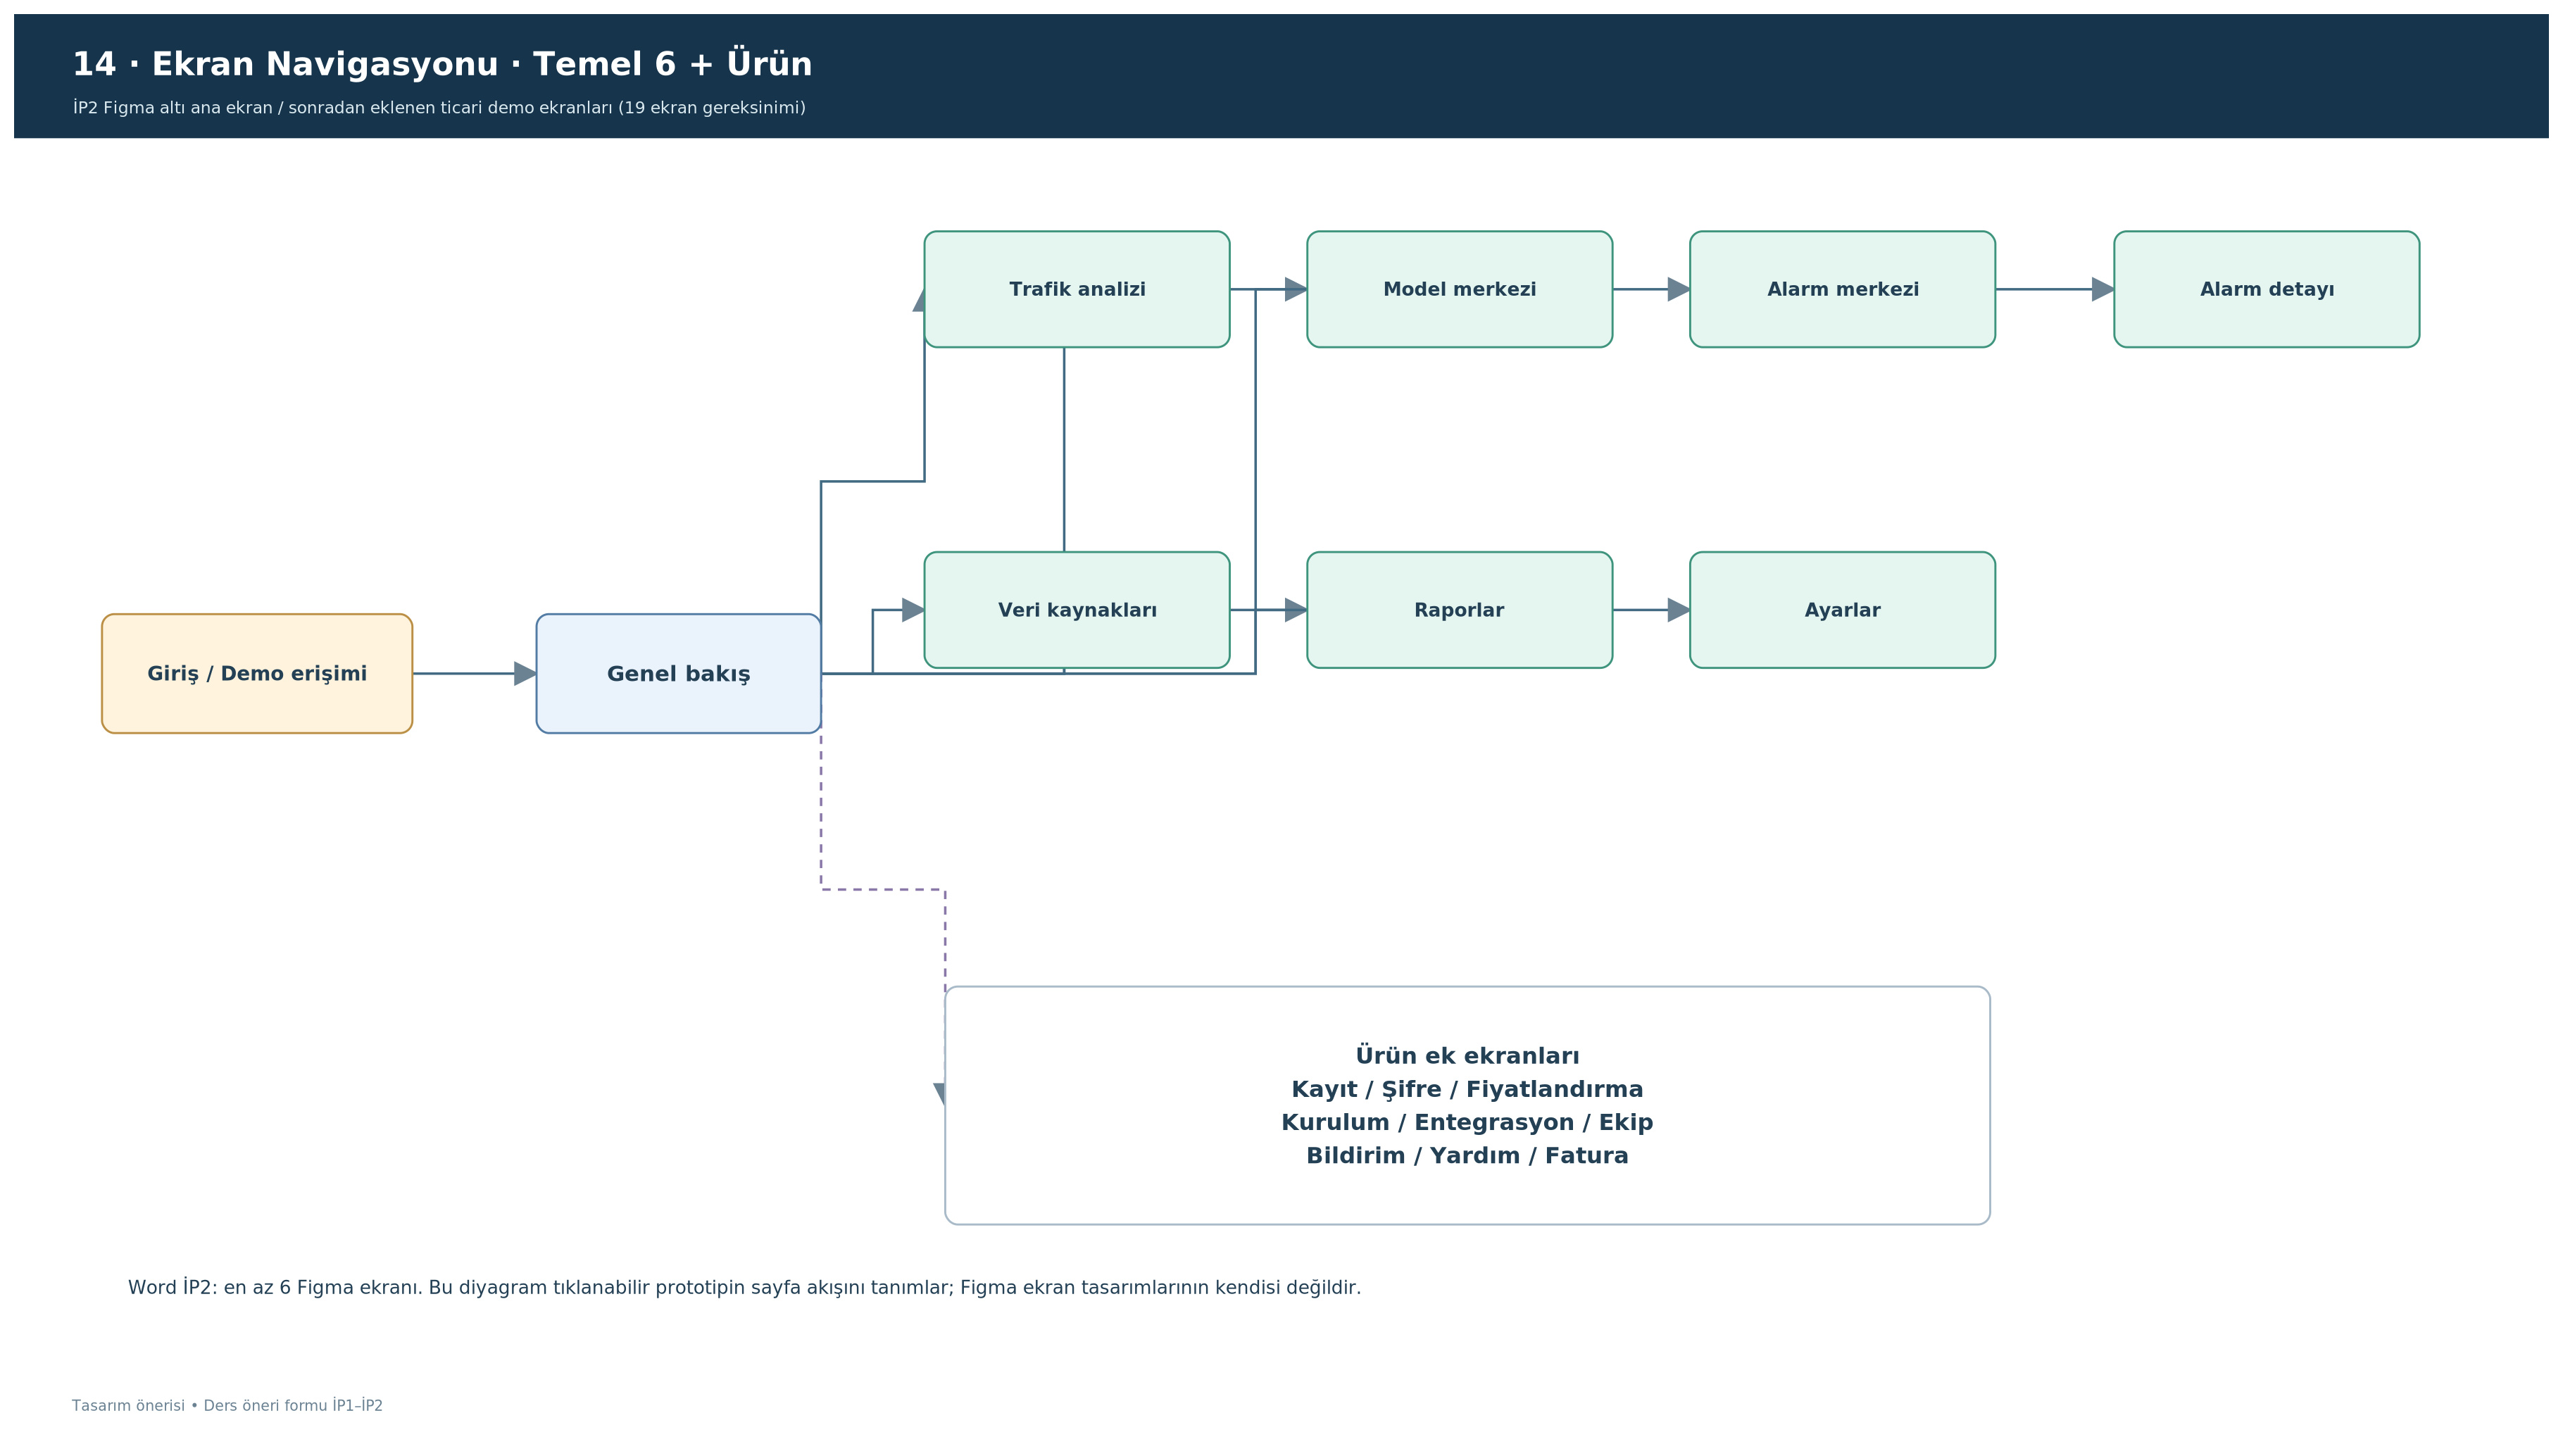 14 · Ekran Navigasyonu · Temel 6 + Ürün
İP2 Figma altı ana ekran / sonradan eklenen ticari demo ekranları (19 ekran gereksinimi)
Trafik analizi
Model merkezi
Alarm merkezi
Alarm detayı
Veri kaynakları
Raporlar
Ayarlar
Giriş / Demo erişimi
Genel bakış
Ürün ek ekranları
Kayıt / Şifre / Fiyatlandırma
Kurulum / Entegrasyon / Ekip
Bildirim / Yardım / Fatura
Word İP2: en az 6 Figma ekranı. Bu diyagram tıklanabilir prototipin sayfa akışını tanımlar; Figma ekran tasarımlarının kendisi değildir.
Tasarım önerisi • Ders öneri formu İP1–İP2